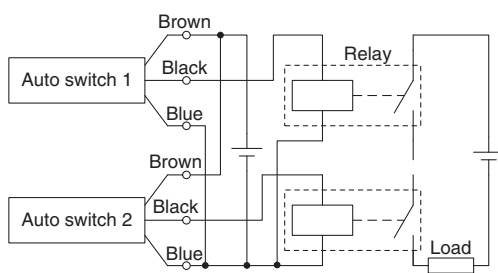 Brown
Relay
Black
Auto switch 1
Blue
Brown
Black
Auto switch 2
Blue
Load